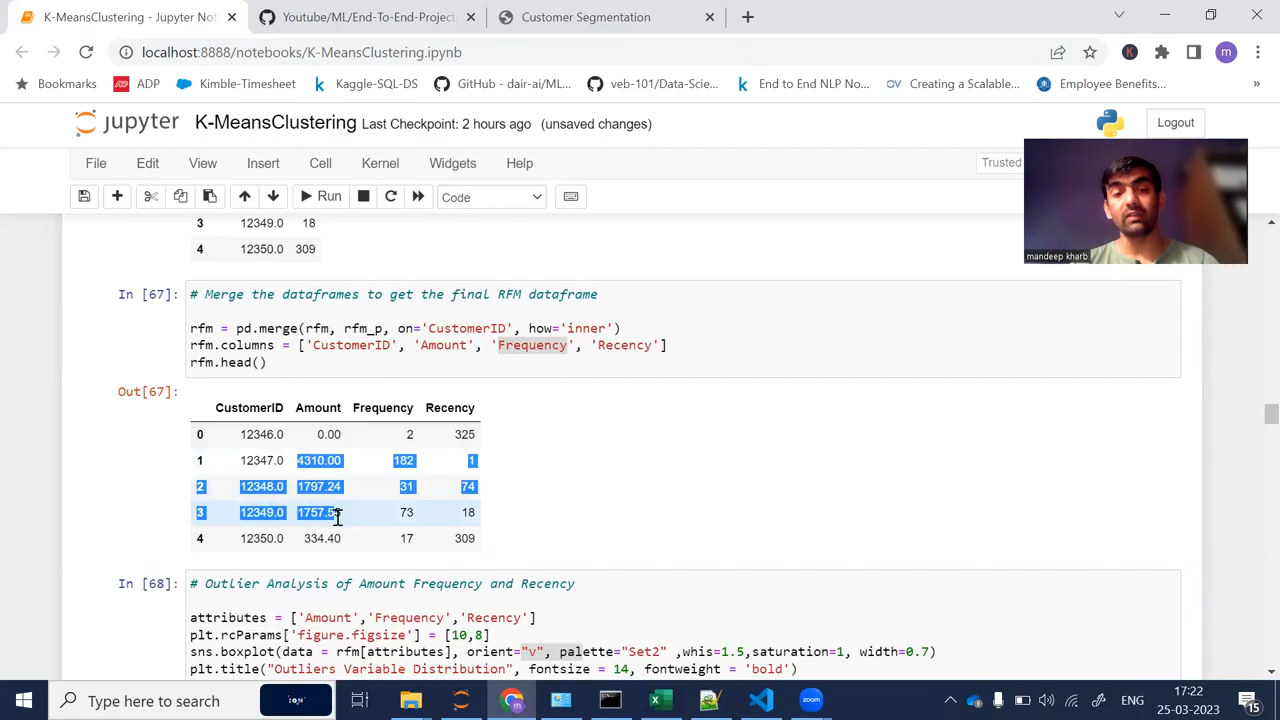 K-MeansClustering - Jupyter Not
Youtube/ML/End-To-End-Project
Customer Segmentation
localhost:8888/notebooks/K-MeansClustering.ipynb
K
m
Bookmarks
ADP
Kimble-Timesheet
Kaggle-SQL-DS
GitHub - dair-ai/ML...
veb-101/Data-Scie...
End to End NLP No...
Creating a Scalable...
Employee Benefits...
»
jupyter
K-MeansClustering Last Checkpoint: 2 hours ago (unsaved changes)
Logout
File Edit View Insert Cell Kernel Widgets Help
Trusted
Run
Code
mandeep kharb
3 12349.0 18
4 12350.0 309
In [67]:
# Merge the dataframes to get the final RFM dataframe
rfm = pd.merge(rfm, rfm_p, on='CustomerID', how='inner')
rfm.columns = ['CustomerID', 'Amount', 'Frequency', 'Recency']
rfm.head()
Out[67]:
CustomerID Amount Frequency Recency
0 12346.0 0.00 2 325
1 12347.0 4310.00 182 1
2 12348.0 1797.24 31 74
3 12349.0 1757.55 73 18
4 12350.0 334.40 17 309
In [68]:
# Outlier Analysis of Amount Frequency and Recency
attributes = ['Amount','Frequency','Recency']
plt.rcParams['figure.figsize'] = [10,8]
sns.boxplot(data = rfm[attributes], orient="v", palette="Set2" ,whis=1.5,saturation=1, width=0.7)
plt.title("Outliers Variable Distribution", fontsize = 14, fontweight = 'bold')
Type here to search
ENG
17:22
25-03-2023
15